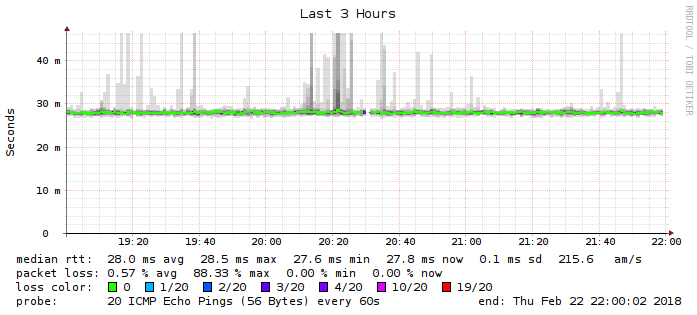 Last 3 Hours
RRDTOOL / TOBI OETIKER
Seconds
40 m
30 m
20 m
10 m
0
19:20 19:40 20:00 20:20 20:40 21:00 21:20 21:40 22:00
median rtt: 28.0 ms avg 28.5 ms max 27.6 ms min 27.8 ms now 0.1 ms sd 215.6 am/s
packet loss: 0.57 % avg 88.33 % max 0.00 % min 0.00 % now
loss color: 0 1/20 2/20 3/20 4/20 10/20 19/20
probe: 20 ICMP Echo Pings (56 Bytes) every 60s end: Thu Feb 22 22:00:02 2018